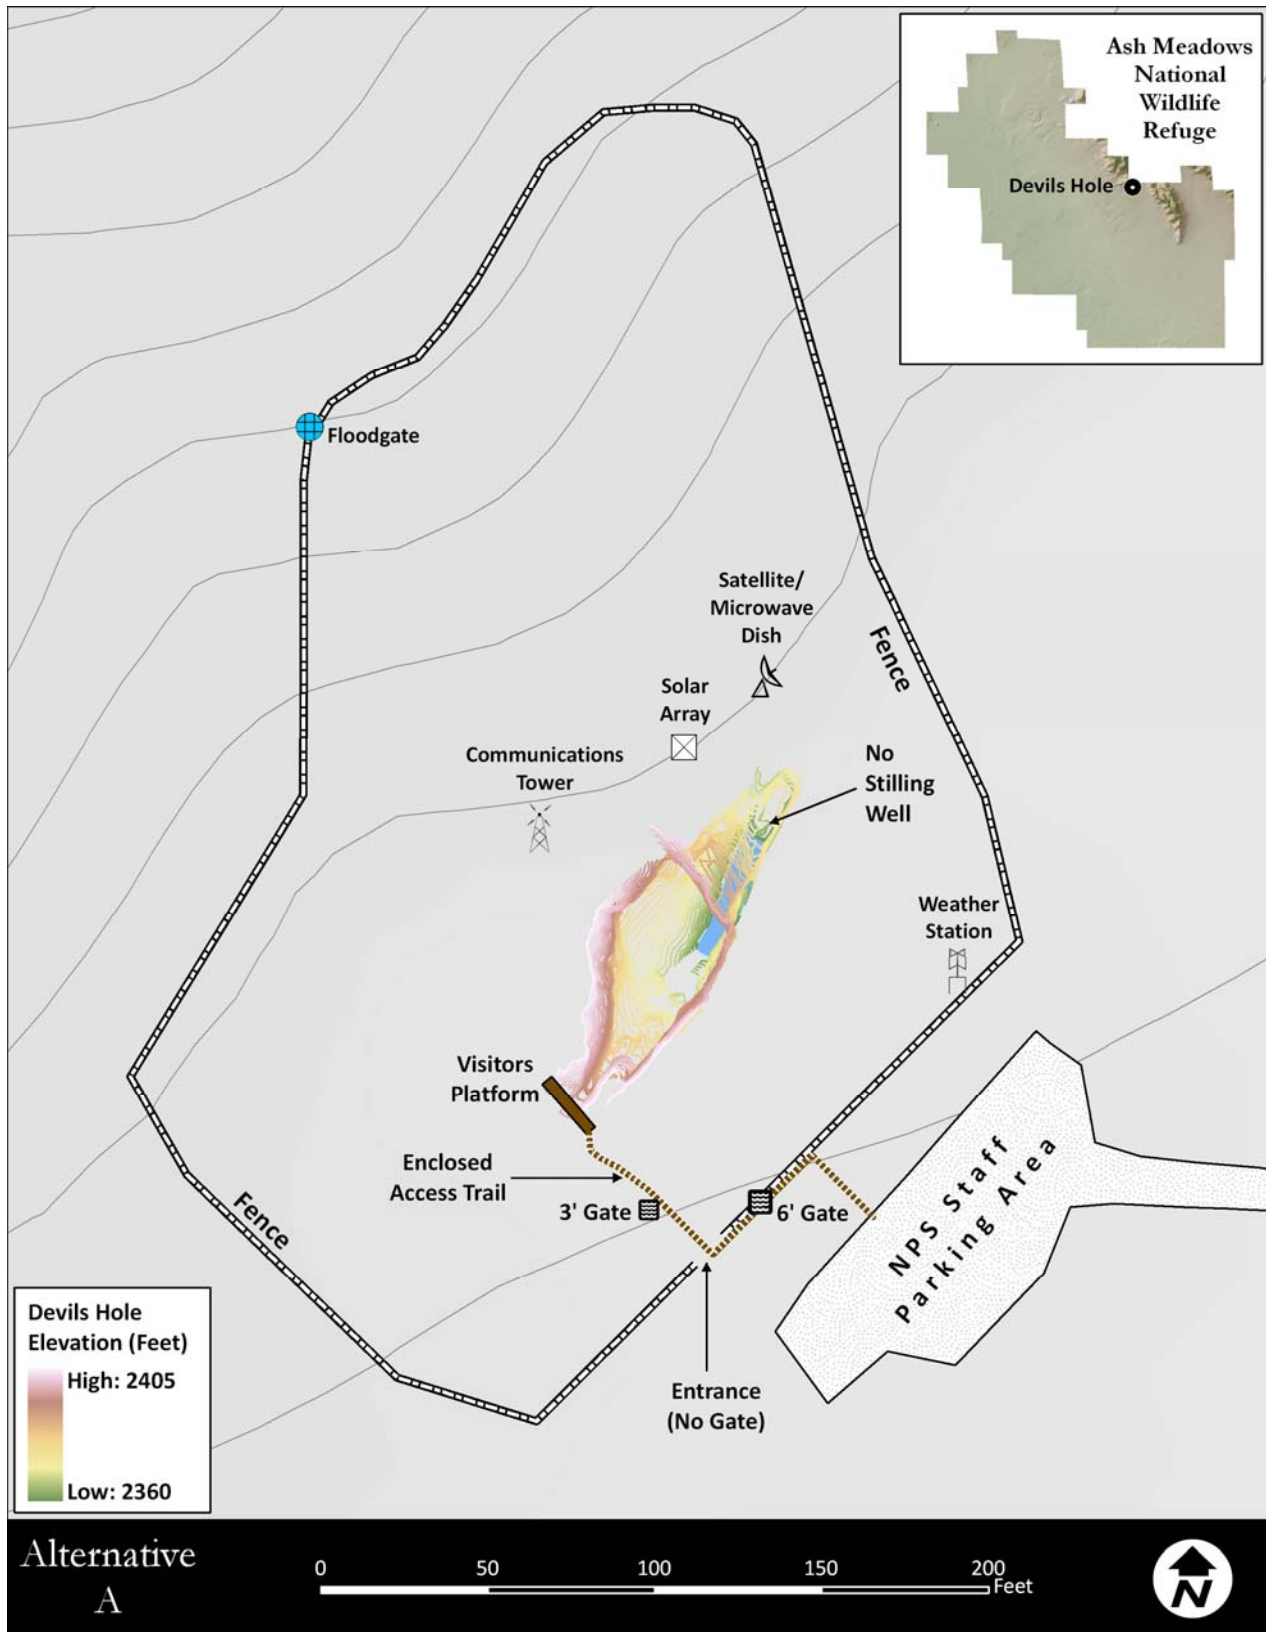 Ash Meadows
National
Wildlife
Refuge
Devils Hole
Floodgate
Satellite/
Microwave
Dish
Fence
Solar
Array
Communications
Tower
No
Stilling
Well
Weather
Station
Visitors
Platform
Enclosed
Access Trail
3' Gate
6' Gate
NPS Staff
Parking Area
Fence
Entrance
(No Gate)
Devils Hole
Elevation (Feet)
High: 2405
Low: 2360
Alternative
A
0 50 100 150 200
Feet
N